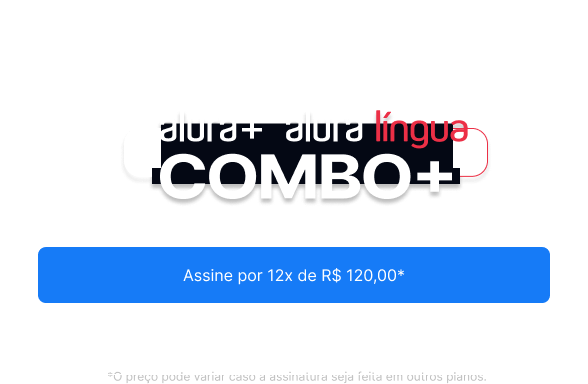 alura+ alura língua
COMBO+
Assine por 12x de R$ 120,00*
*O preço pode variar caso a assinatura seja feita em outros planos.